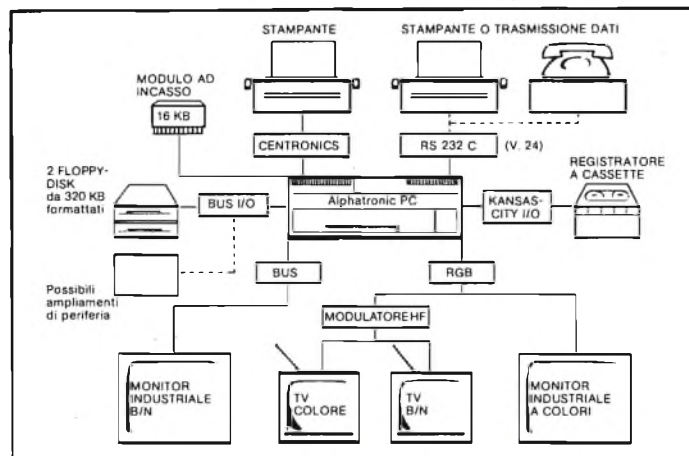 STAMPANTE
STAMPANTE O TRASMISSIONE DATI
MODULO AD
INCASSO
16 KB
CENTRONICS
RS 232 C
(V. 24)
2 FLOPPY-
DISK
da 320 KB
formattati
BUS I/O
Alphatronic PC
KANSAS-
CITY I/O
REGISTRATORE
A CASSETTE
Possibili
ampliamenti
di periferia
BUS
RGB
MODULATORE HF
MONITOR
INDUSTRIALE
B/N
TV
COLORE
TV
B/N
MONITOR
INDUSTRIALE
A COLORI